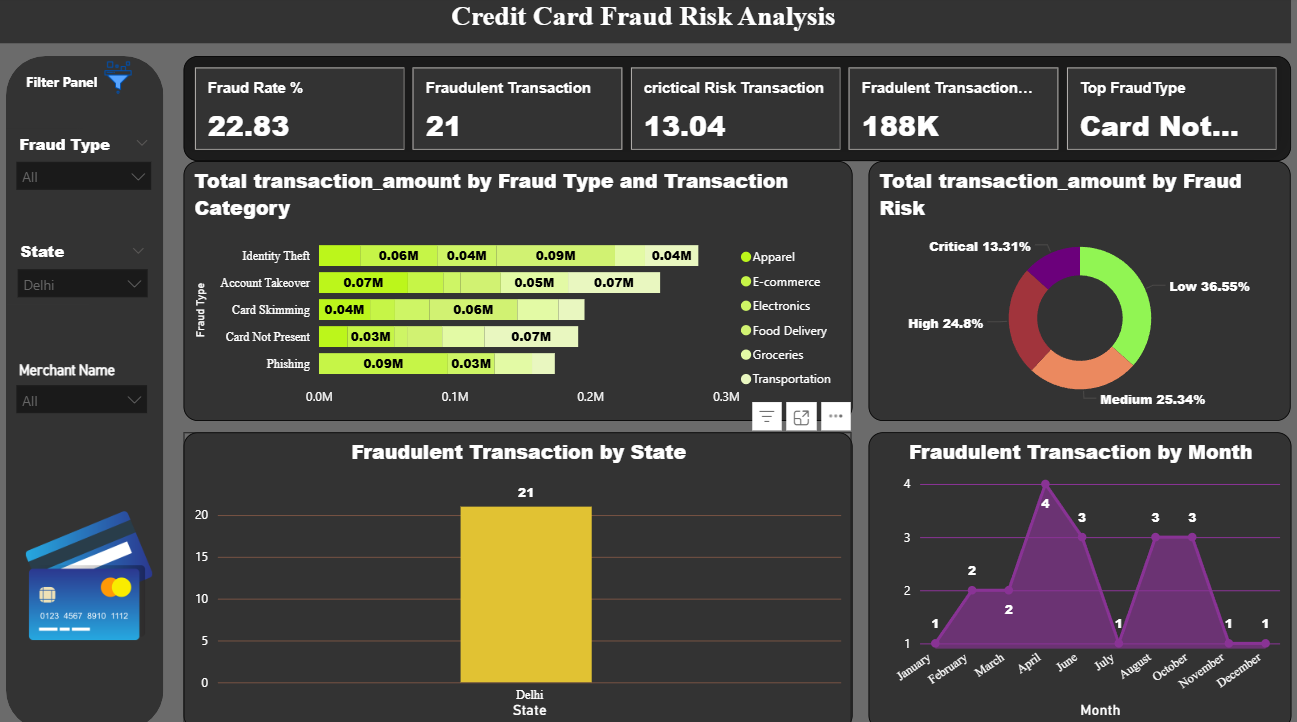 Credit Card Fraud Risk Analysis
Filter Panel
Fraud Type
All
State
Delhi
Merchant Name
All
0123 4567 8910 1112
Fraud Rate %
22.83
Fraudulent Transaction
21
crictical Risk Transaction
13.04
Fradulent Transaction...
188K
Top FraudType
Card Not...
Total transaction_amount by Fraud Type and Transaction
Category
Fraud Type
Identity Theft
0.06M 0.04M 0.09M 0.04M
Account Takeover
0.07M 0.05M 0.07M
Card Skimming
0.04M 0.06M
Card Not Present
0.03M 0.07M
Phishing
0.09M 0.03M
0.0M 0.1M 0.2M 0.3M
Apparel
E-commerce
Electronics
Food Delivery
Groceries
Transportation
Total transaction_amount by Fraud
Risk
Critical 13.31%
Low 36.55%
High 24.8%
Medium 25.34%
Fraudulent Transaction by State
21
20
15
10
5
0
Delhi
State
Fraudulent Transaction by Month
4
3
2
1
1 2 2 4 3 1 3 3 1 1
January February March April June July August October November December
Month